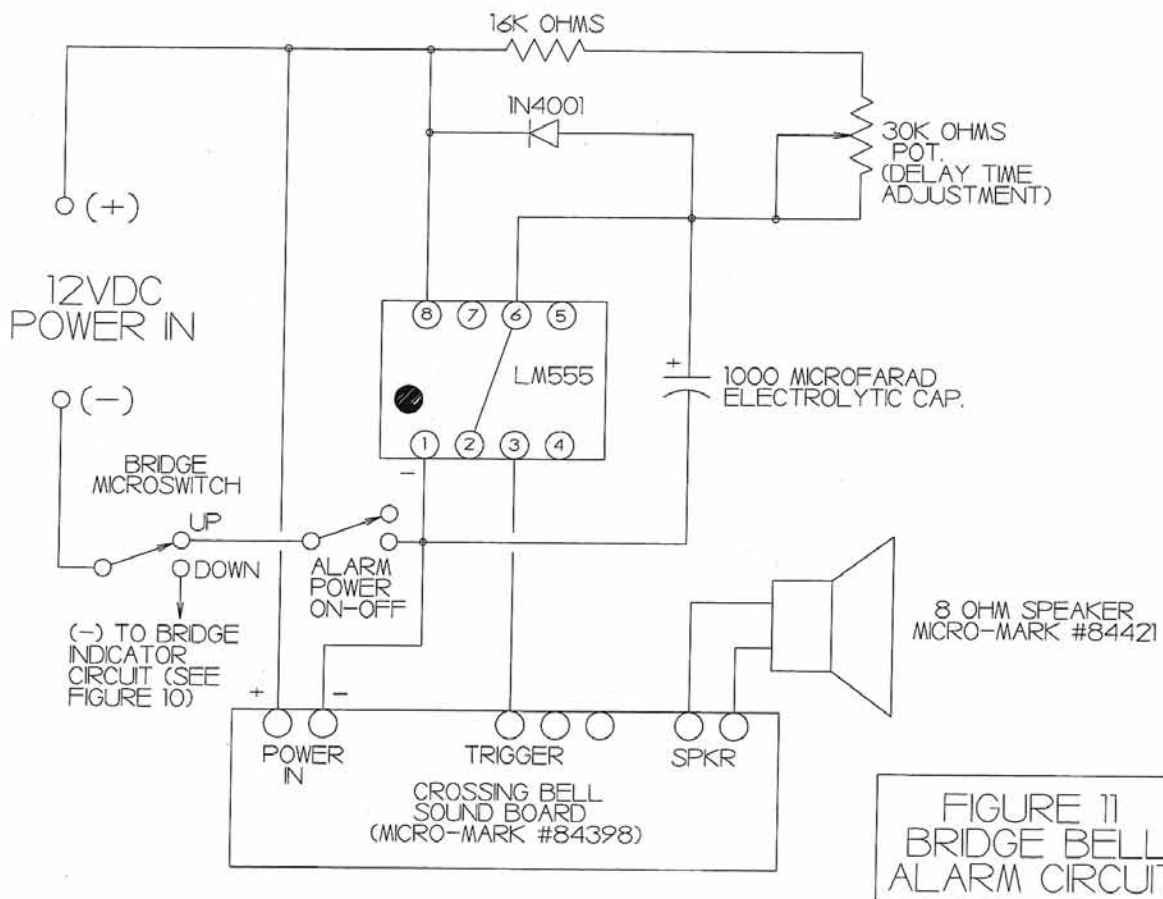 16K OHMS
1N4001
30K OHMS
POT.
(DELAY TIME
ADJUSTMENT)
(+)
12VDC
POWER IN
(-)
8 7 6 5
LM555
1 2 3 4
-
+
1000 MICROFARAD
ELECTROLYTIC CAP.
BRIDGE
MICROSWITCH
UP
DOWN
ALARM
POWER
ON-OFF
(-) TO BRIDGE
INDICATOR
CIRCUIT (SEE
FIGURE 10)
8 OHM SPEAKER
MICRO-MARK #84421
+ -
POWER
IN
TRIGGER
SPKR
CROSSING BELL
SOUND BOARD
(MICRO-MARK #84398)
FIGURE 11
BRIDGE BELL
ALARM CIRCUIT